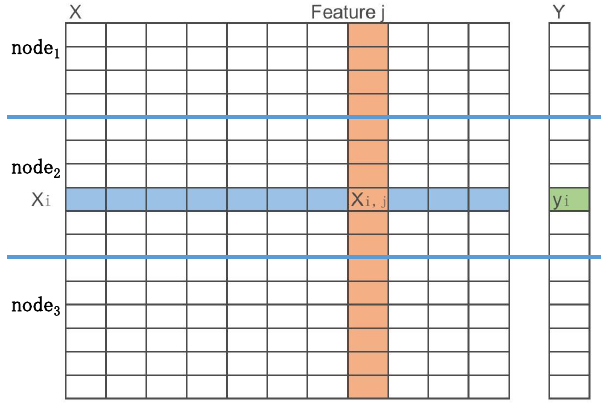 X Feature j Y
node₁
node₂
Xi Xi, j yi
node₃